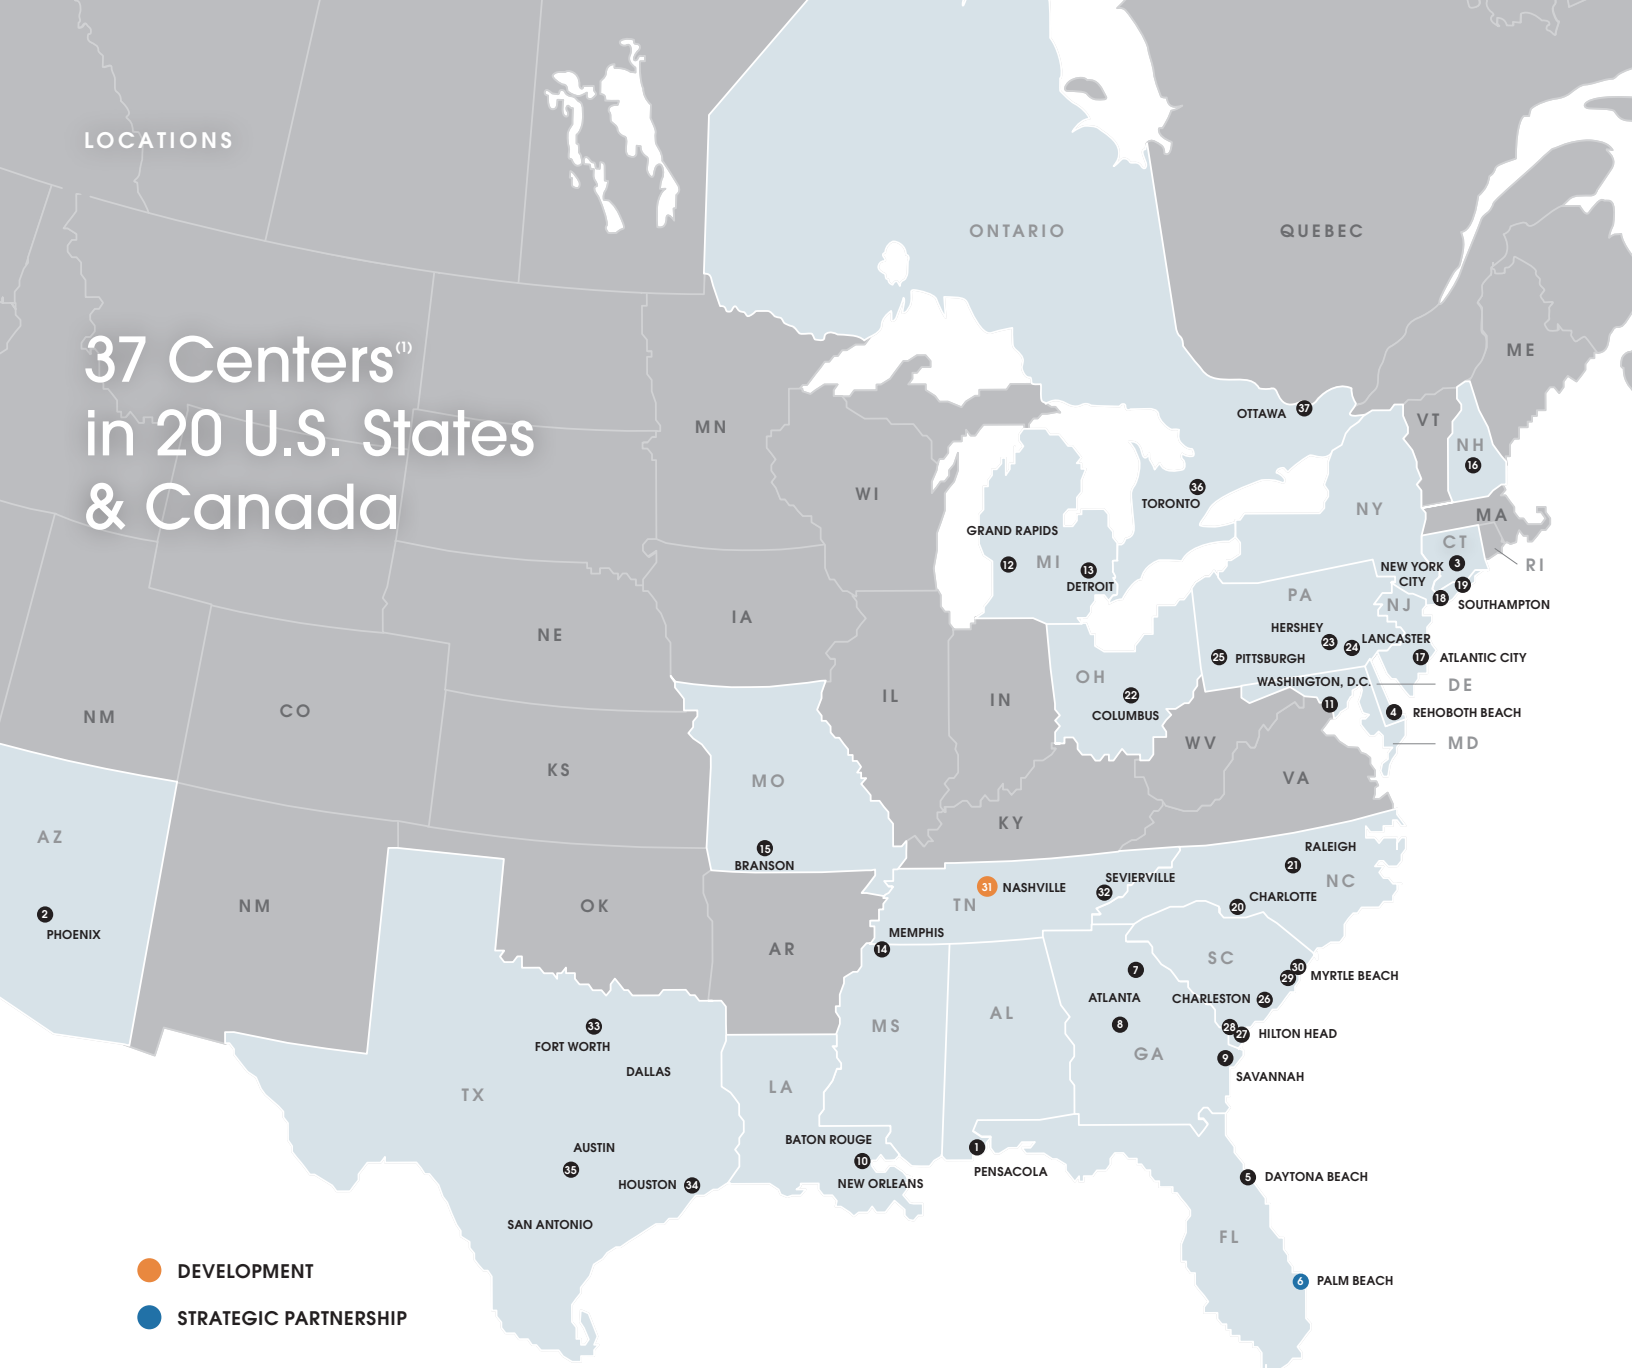 LOCATIONS
37 Centers(1)
in 20 U.S. States
& Canada
ONTARIO
QUEBEC
ME
OTTAWA 37
VT
NH
16
MN
WI
36
TORONTO
NY
MA
GRAND RAPIDS
12
MI
13
DETROIT
CT
3
RI
NEW YORK
CITY
18
19
SOUTHAMPTON
PA
NJ
NE
IA
HERSHEY 23
24 LANCASTER
25 PITTSBURGH
17 ATLANTIC CITY
OH
22
COLUMBUS
WASHINGTON, D.C.
11
DE
4 REHOBOTH BEACH
MD
NM
CO
IL
IN
WV
KS
MO
VA
AZ
KY
15
BRANSON
RALEIGH
21
NC
2
PHOENIX
NM
OK
31 NASHVILLE
TN
SEVIERVILLE
32
CHARLOTTE
20
AR
MEMPHIS
14
SC
7
ATLANTA
8
GA
30
29
MYRTLE BEACH
CHARLESTON 26
28
27 HILTON HEAD
9
SAVANNAH
MS
AL
33
FORT WORTH
DALLAS
TX
LA
AUSTIN
35
HOUSTON 34
SAN ANTONIO
BATON ROUGE
10
NEW ORLEANS
1
PENSACOLA
5 DAYTONA BEACH
FL
6 PALM BEACH
DEVELOPMENT
STRATEGIC PARTNERSHIP